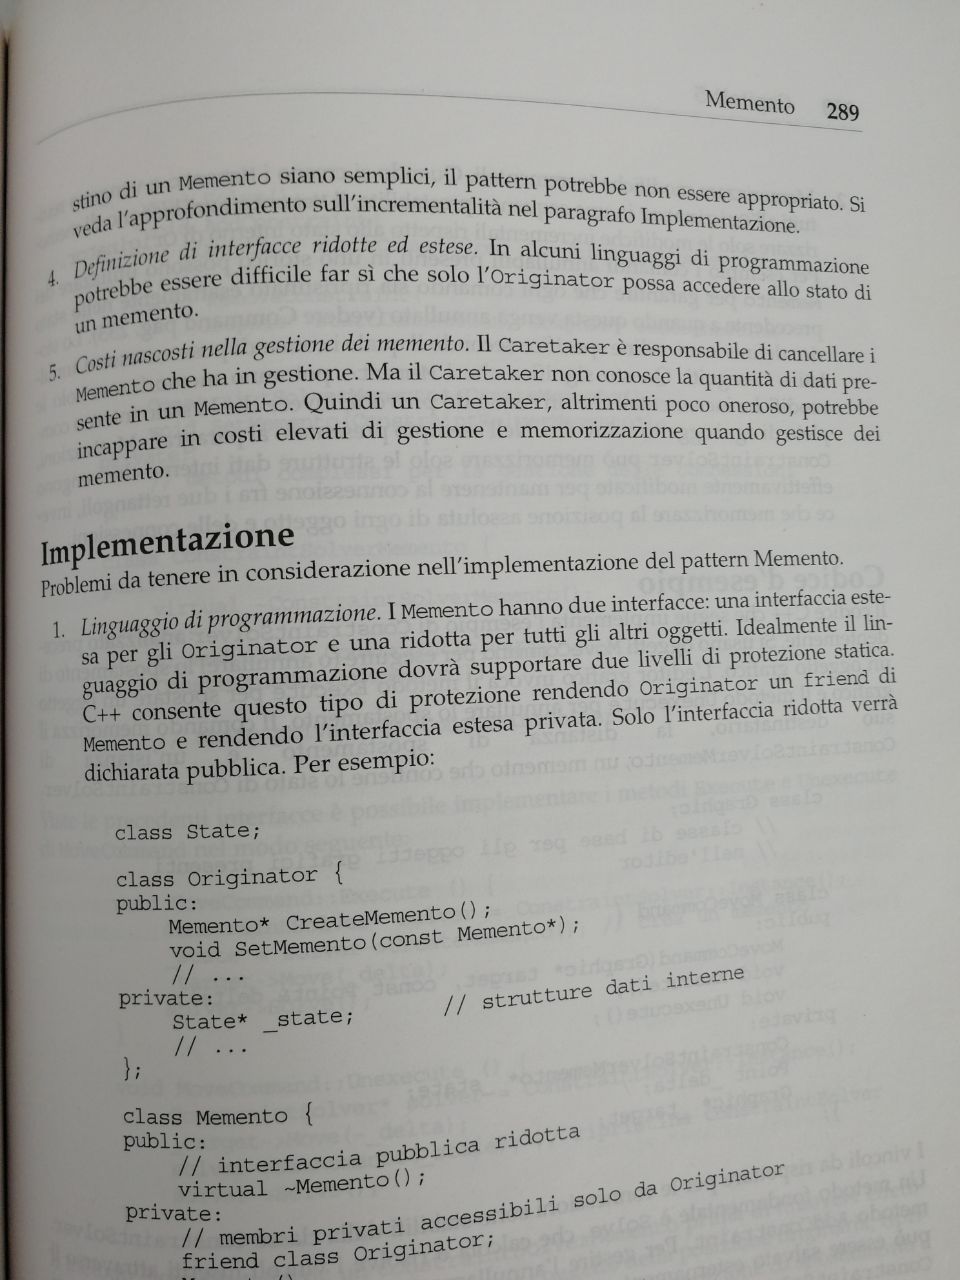 Memento 289
stino di un Memento siano semplici, il pattern potrebbe non essere appropriato. Si
veda l'approfondimento sull'incrementalità nel paragrafo Implementazione.
4. Definizione di interfacce ridotte ed estese. In alcuni linguaggi di programmazione
potrebbe essere difficile far sì che solo l'Originator possa accedere allo stato di
un memento.
5. Costi nascosti nella gestione dei memento. Il Caretaker è responsabile di cancellare i
Memento che ha in gestione. Ma il Caretaker non conosce la quantità di dati pre-
sente in un Memento. Quindi un Caretaker, altrimenti poco oneroso, potrebbe
incappare in costi elevati di gestione e memorizzazione quando gestisce dei
memento.
Implementazione
Problemi da tenere in considerazione nell'implementazione del pattern Memento.
1. Linguaggio di programmazione. I Memento hanno due interfacce: una interfaccia este-
sa per gli Originator e una ridotta per tutti gli altri oggetti. Idealmente il lin-
guaggio di programmazione dovrà supportare due livelli di protezione statica.
C++ consente questo tipo di protezione rendendo Originator un friend di
Memento e rendendo l'interfaccia estesa privata. Solo l'interfaccia ridotta verrà
dichiarata pubblica. Per esempio:
class State;
class Originator {
public:
Memento* CreateMemento();
void SetMemento(const Memento*);
// ...
private:
State* _state; // strutture dati interne
// ...
};
class Memento {
public:
// interfaccia pubblica ridotta
virtual ~Memento();
private:
// membri privati accessibili solo da Originator
friend class Originator;